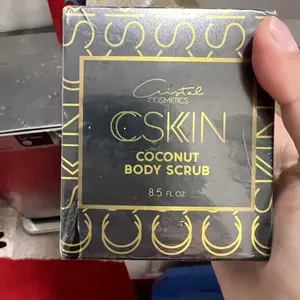 Cristal
COSMETICS
CSKIN
COCONUT
BODY SCRUB
8.5 FL OZ